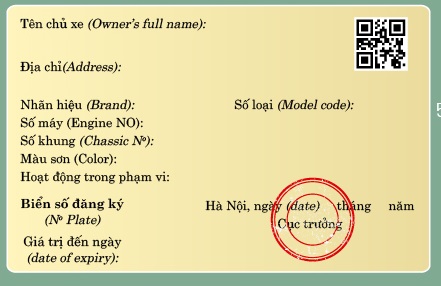 Tên chủ xe (Owner's full name):
Địa chỉ(Address):
Nhãn hiệu (Brand):
Số loại (Model code):
Số máy (Engine NO):
Số khung (Chassic Nº):
Màu sơn (Color):
Hoạt động trong phạm vi:
Biển số đăng ký
(Nº Plate)
Hà Nội, ngày (date) tháng năm
Cục trưởng
Giá trị đến ngày
(date of expiry):
5